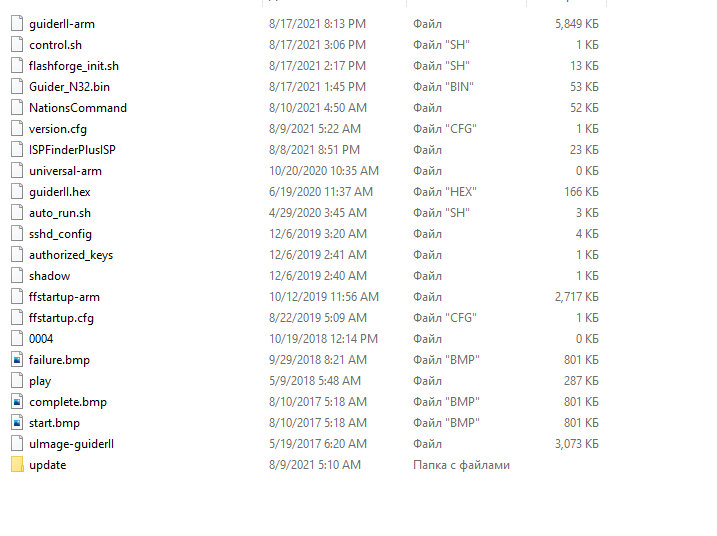 guiderll-arm 8/17/2021 8:13 PM Файл 5,849 КБ
control.sh 8/17/2021 3:06 PM Файл "SH" 1 КБ
flashforge_init.sh 8/17/2021 2:17 PM Файл "SH" 13 КБ
Guider_N32.bin 8/17/2021 1:45 PM Файл "BIN" 53 КБ
NationsCommand 8/10/2021 4:50 AM Файл 52 КБ
version.cfg 8/9/2021 5:22 AM Файл "CFG" 1 КБ
ISPFinderPlusISP 8/8/2021 8:51 PM Файл 23 КБ
universal-arm 10/20/2020 10:35 AM Файл 0 КБ
guiderll.hex 6/19/2020 11:37 AM Файл "HEX" 166 КБ
auto_run.sh 4/29/2020 3:45 AM Файл "SH" 3 КБ
sshd_config 12/6/2019 3:20 AM Файл 4 КБ
authorized_keys 12/6/2019 2:41 AM Файл 1 КБ
shadow 12/6/2019 2:40 AM Файл 1 КБ
ffstartup-arm 10/12/2019 11:56 AM Файл 2,717 КБ
ffstartup.cfg 8/22/2019 5:09 AM Файл "CFG" 1 КБ
0004 10/19/2018 12:14 PM Файл 0 КБ
failure.bmp 9/29/2018 8:21 AM Файл "BMP" 801 КБ
play 5/9/2018 5:48 AM Файл 287 КБ
complete.bmp 8/10/2017 5:18 AM Файл "BMP" 801 КБ
start.bmp 8/10/2017 5:18 AM Файл "BMP" 801 КБ
uImage-guiderll 5/19/2017 6:20 AM Файл 3,073 КБ
update 8/9/2021 5:10 AM Папка с файлами